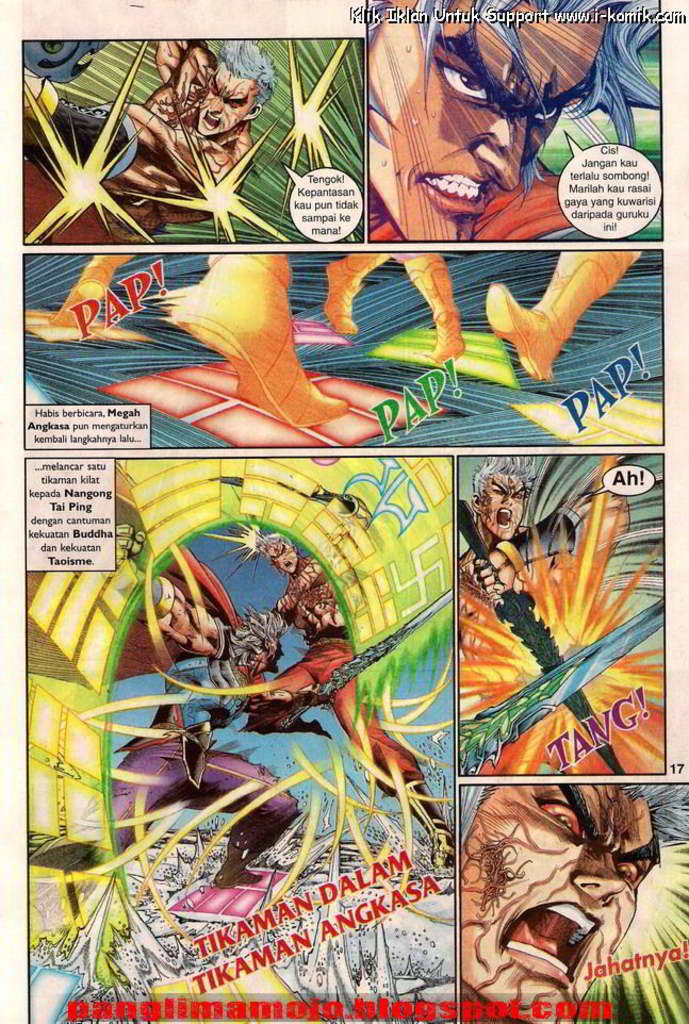 Klik Iklan Untuk Support www.i-komik.com
Tengok!
Kepantasan
kau pun tidak
sampai ke
mana!
Cis!
Jangan kau
terlalu sombong!
Marilah kau rasai
gaya yang kuwarisi
daripada guruku
ini!
PAP!
PAP!
PAP!
Habis berbicara, Megah
Angkasa pun mengaturkan
kembali langkahnya lalu...
...melancar satu
tikaman kilat
kepada Nangong
Tai Ping
dengan cantuman
kekuatan Buddha
dan kekuatan
Taoisme.
Ah!
TANG!
17
TIKAMAN DALAM
TIKAMAN ANGKASA
Jahatnya!
panglimamojo.blogspot.com